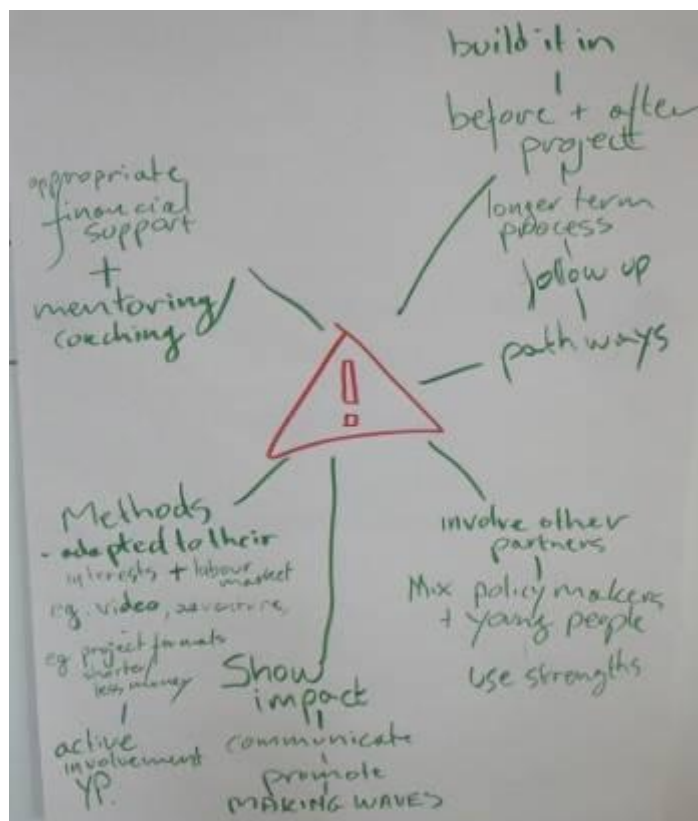 build it in
before + after
project
longer term
process
follow up
pathways
appropriate
financial
support
+
mentoring
coaching
!
Methods
- adapted to their
interests + labour
market
eg. video, adventure,
eg project formats
shorter
less money
active
involvement
YP.
Show
impact
communicate
promote
MAKING WAVES
involve other
partners
Mix policy makers
+ young people
use strengths